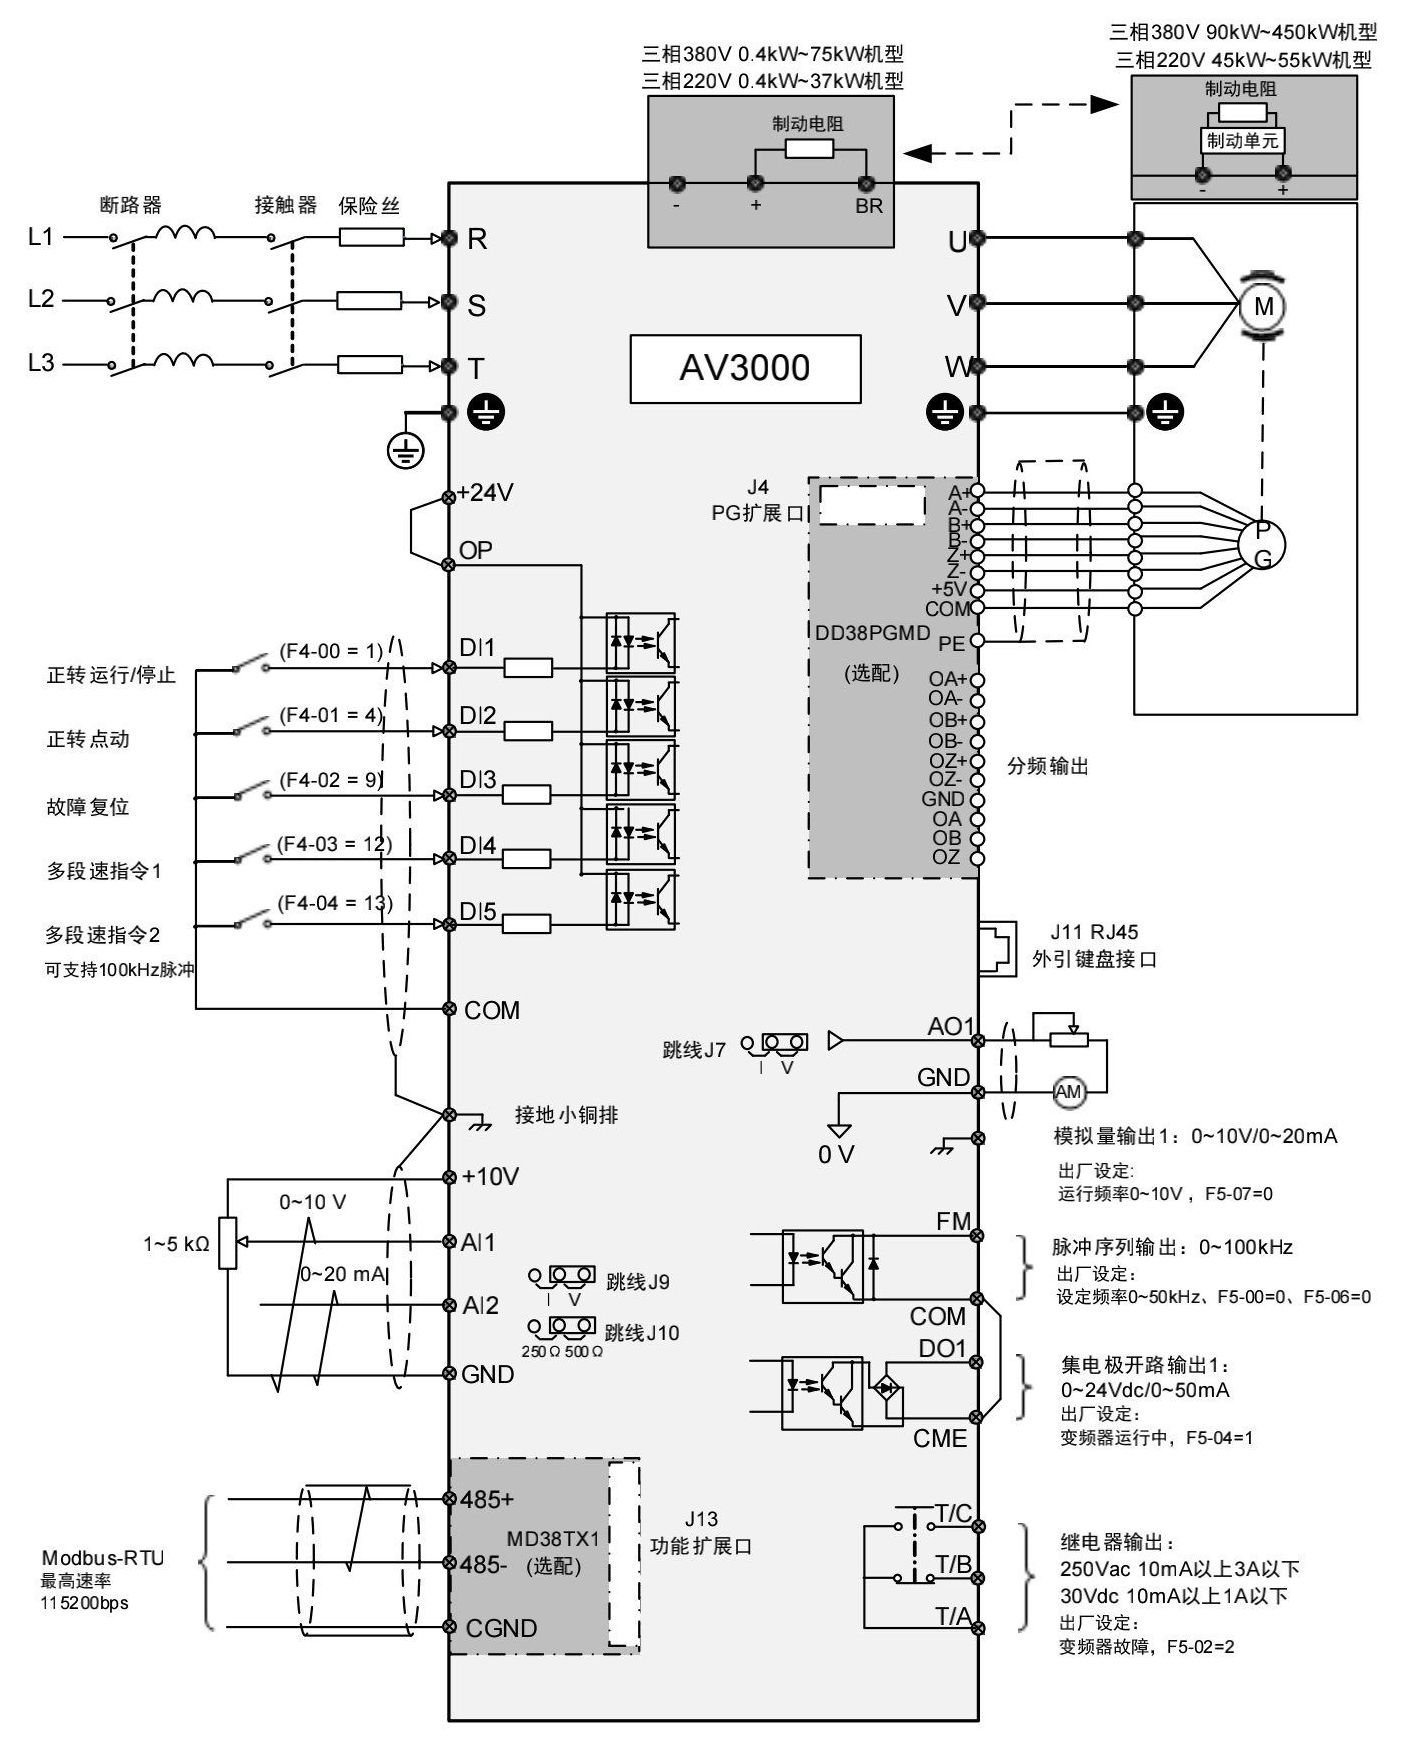 三相380V 90kW~450kW机型
三相220V 45kW~55kW机型
三相380V 0.4kW~75kW机型
三相220V 0.4kW~37kW机型
制动电阻
制动单元
- +
制动电阻
- + BR
断路器 接触器 保险丝
L1 R U
L2 S V M
L3 T W
AV3000
+24V
OP
J4
PG扩展口
A+
A-
B+
B-
Z+
Z-
+5V
COM
PE
P
G
DD38PGMD
(选配)
OA+
OA-
OB+
OB-
OZ+
OZ-
GND
OA
OB
OZ
分频输出
正转运行/停止 (F4-00 = 1) DI1
正转点动 (F4-01 = 4) DI2
故障复位 (F4-02 = 9) DI3
多段速指令1 (F4-03 = 12) DI4
多段速指令2 (F4-04 = 13) DI5
可支持100kHz脉冲
COM
J11 RJ45
外引键盘接口
跳线J7
I V
AO1
GND
AM
0 V
接地小铜排
模拟量输出1：0~10V/0~20mA
出厂设定:
运行频率0~10V ，F5-07=0
+10V
0~10 V
1~5 kΩ
AI1
0~20 mA
AI2
GND
跳线J9
I V
跳线J10
250Ω 500Ω
FM
COM
脉冲序列输出：0~100kHz
出厂设定：
设定频率0~50kHz、F5-00=0、F5-06=0
DO1
CME
集电极开路输出1：
0~24Vdc/0~50mA
出厂设定：
变频器运行中，F5-04=1
Modbus-RTU
最高速率
115200bps
485+
485-
CGND
MD38TX1
(选配)
J13
功能扩展口
T/C
T/B
T/A
继电器输出：
250Vac 10mA以上3A以下
30Vdc 10mA以上1A以下
出厂设定：
变频器故障，F5-02=2